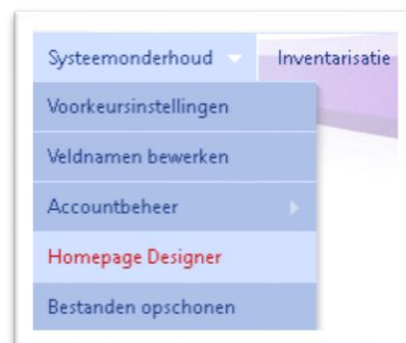 Systeemonderhoud Inventarisatie
Voorkeursinstellingen
Veldnamen bewerken
Accountbeheer
Homepage Designer
Bestanden opschonen